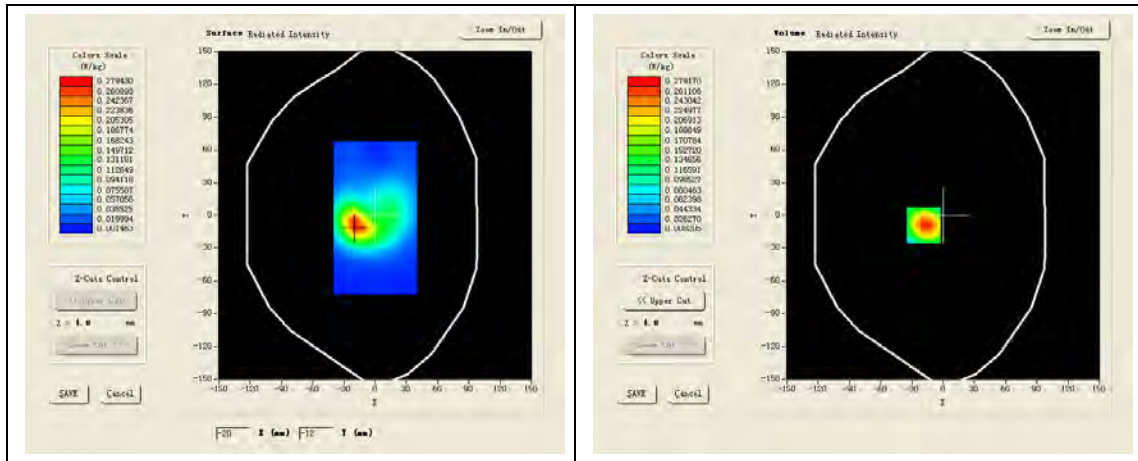 Surface Radiated Intensity
Zoom In/Out
Colors Scale
(W/kg)
0.279430
0.260898
0.242367
0.223836
0.205305
0.186774
0.168243
0.149712
0.131181
0.112649
0.094118
0.075587
0.057056
0.038525
0.019994
0.001463
150
120
90
60
30
0
-30
-60
-90
-120
-150
Y
-150 -120 -90 -60 -30 0 30 60 90 120 150
X
Z-Cuts Control
<< Upper Cut
Z = 4.0 mm
SAVE Cancel
-20 X (mm) -12 Y (mm)
Volume Radiated Intensity
Zoom In/Out
Colors Scale
(W/kg)
0.279170
0.261106
0.243042
0.224977
0.206913
0.188849
0.170784
0.152720
0.134656
0.116591
0.098527
0.080463
0.062398
0.044334
0.026270
150
120
90
60
30
0
-30
-60
-90
-120
-150
Y
-150 -120 -90 -60 -30 0 30 60 90 120 150
X
Z-Cuts Control
<< Upper Cut
Z = 4.0 mm
SAVE Cancel